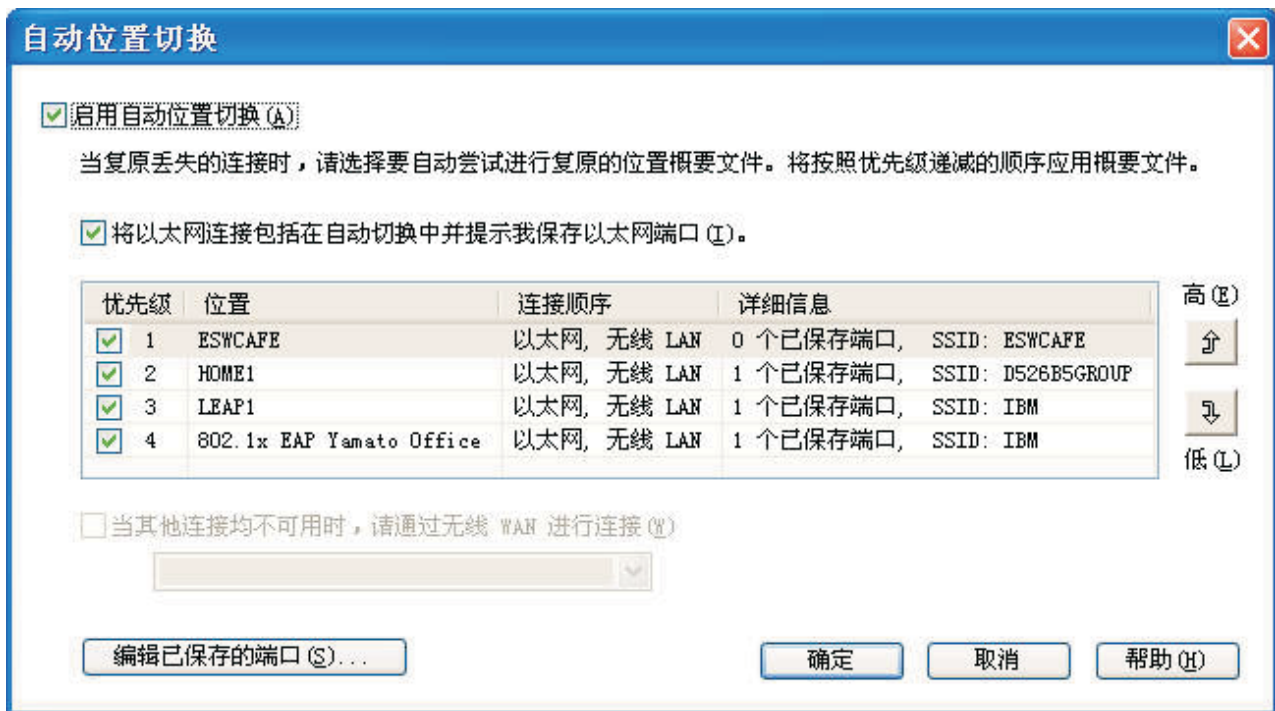 自动位置切换
启用自动位置切换(A)
当复原丢失的连接时，请选择要自动尝试进行复原的位置概要文件。将按照优先级递减的顺序应用概要文件。
将以太网连接包括在自动切换中并提示我保存以太网端口(I)。
优先级 位置 连接顺序 详细信息
1 ESWCAFE 以太网, 无线 LAN 0 个已保存端口, SSID: ESWCAFE
2 HOME1 以太网, 无线 LAN 1 个已保存端口, SSID: D526B5GROUP
3 LEAP1 以太网, 无线 LAN 1 个已保存端口, SSID: IBM
4 802.1x EAP Yamato Office 以太网, 无线 LAN 1 个已保存端口, SSID: IBM
高(E)
低(L)
当其他连接均不可用时，请通过无线 WAN 进行连接(W)
编辑已保存的端口(S)...
确定
取消
帮助(H)